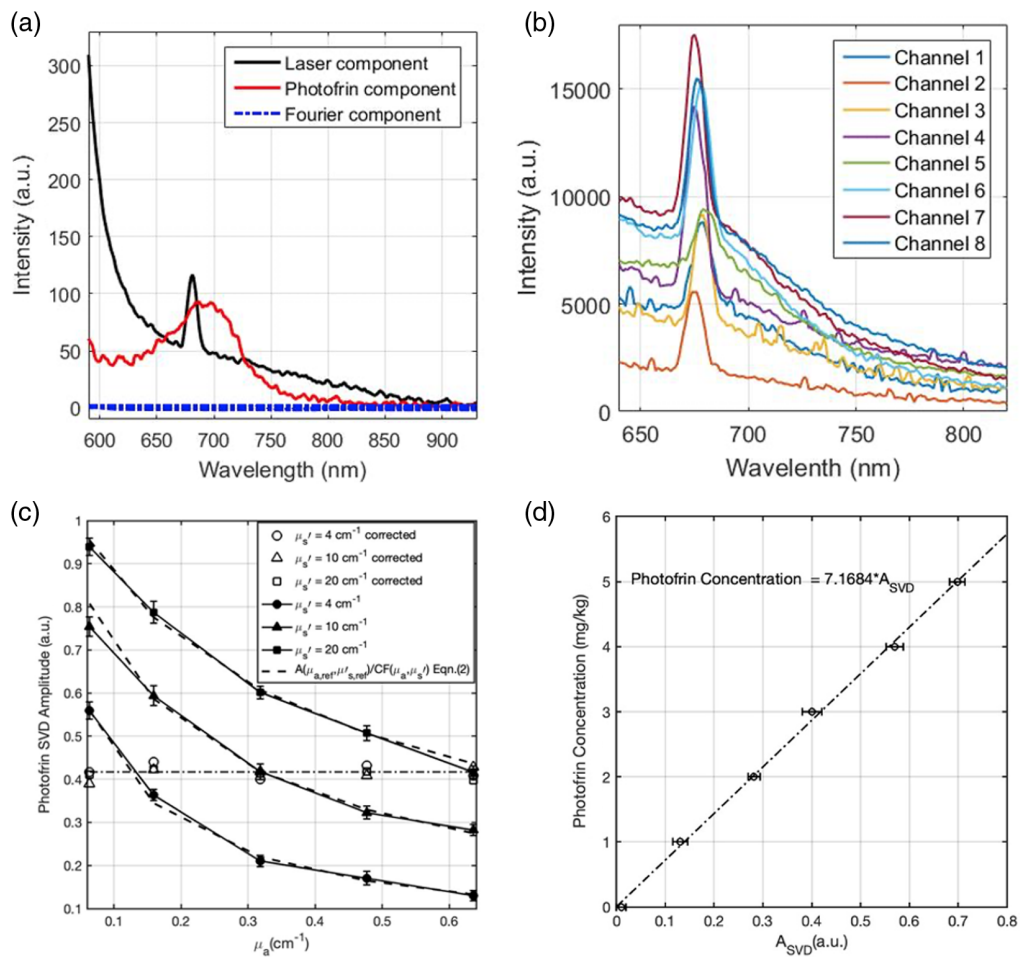 (a)
Intensity (a.u.)
300
250
200
150
100
50
0
600 650 700 750 800 850 900
Wavelength (nm)
Laser component
Photofrin component
Fourier component
(b)
Intensity (a.u.)
15000
10000
5000
0
650 700 750 800
Wavelenth (nm)
Channel 1
Channel 2
Channel 3
Channel 4
Channel 5
Channel 6
Channel 7
Channel 8
(c)
Photofrin SVD Amplitude (a.u.)
1
0.9
0.8
0.7
0.6
0.5
0.4
0.3
0.2
0.1
0.1 0.2 0.3 0.4 0.5 0.6
μa(cm-1)
μs′ = 4 cm-1 corrected
μs′ = 10 cm-1 corrected
μs′ = 20 cm-1 corrected
μs′ = 4 cm-1
μs′ = 10 cm-1
μs′ = 20 cm-1
A(μa,ref,μ′s,ref)/CF(μa,μs′) Eqn.(2)
(d)
Photofrin Concentration (mg/kg)
6
5
4
3
2
1
0
0 0.1 0.2 0.3 0.4 0.5 0.6 0.7 0.8
ASVD(a.u.)
Photofrin Concentration = 7.1684*ASVD